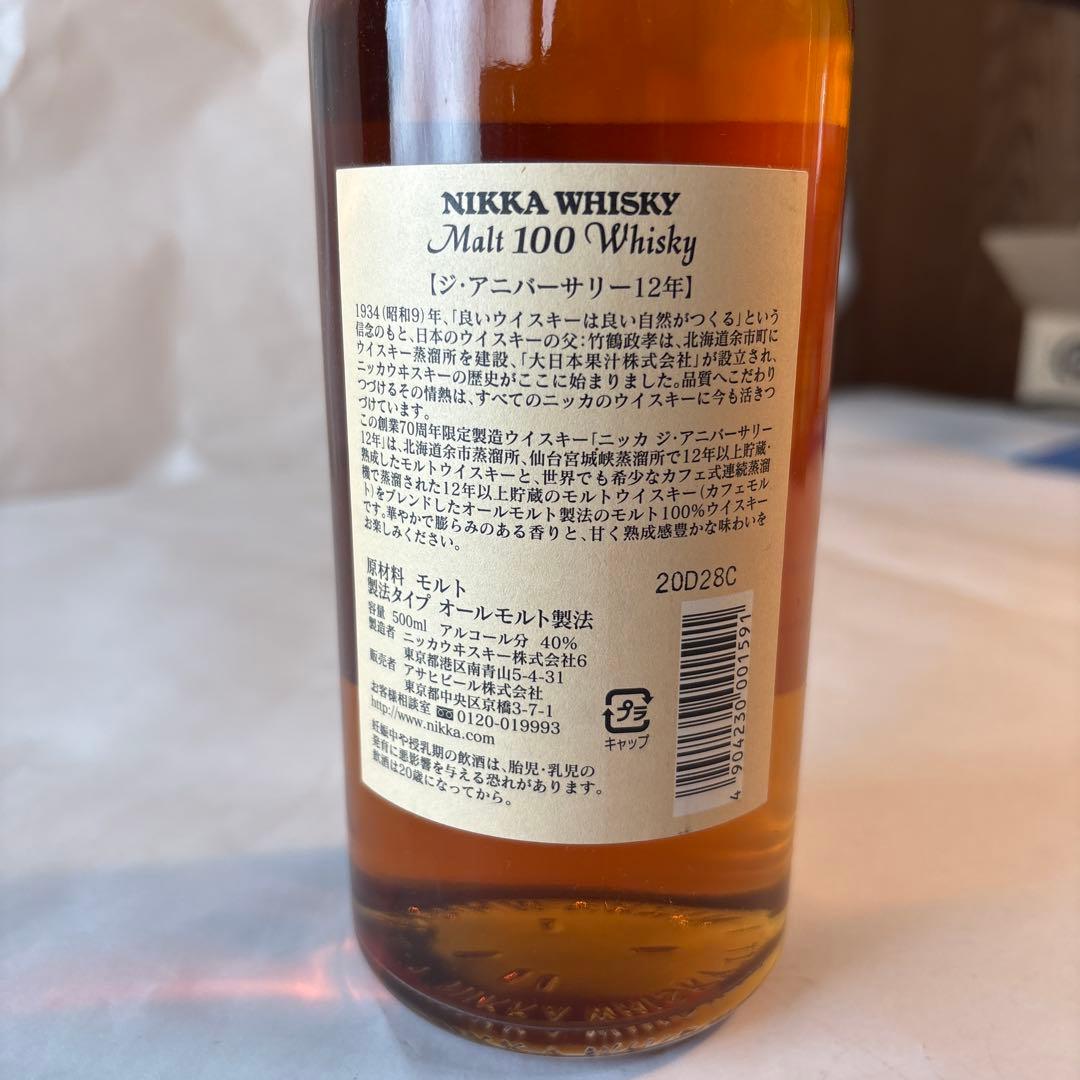 NIKKA WHISKY
Malt 100 Whisky
【ジ・アニバーサリー12年】
1934(昭和9)年、「良いウイスキーは良い自然がつくる」という
信念のもと、日本のウイスキーの父：竹鶴政孝は、北海道余市町に
ウイスキー蒸溜所を建設、「大日本果汁株式会社」が設立され、
ニッカウヰスキーの歴史がここに始まりました。品質へこだわり
つづけるその情熱は、すべてのニッカのウイスキーに今も活きつ
づけています。
この創業70周年限定製造ウイスキー「ニッカ ジ・アニバーサリー
12年」は、北海道余市蒸溜所、仙台宮城峡蒸溜所で12年以上貯蔵・
熟成したモルトウイスキーと、世界でも希少なカフェ式連続蒸溜
機で蒸溜された12年以上貯蔵のモルトウイスキー(カフェモル
ト)をブレンドしたオールモルト製法のモルト100%ウイスキー
です。華やかで膨らみのある香りと、甘く熟成感豊かな味わいを
お楽しみください。
原材料 モルト
製法タイプ オールモルト製法
容量 500ml アルコール分 40%
製造者 ニッカウヰスキー株式会社6
東京都港区南青山5-4-31
販売者 アサヒビール株式会社
東京都中央区京橋3-7-1
お客様相談室 0120-019993
http://www.nikka.com
妊娠中や授乳期の飲酒は、胎児・乳児の
発育に悪影響を与える恐れがあります。
飲酒は20歳になってから。
20D28C
プラ
キャップ
4 904230 001591